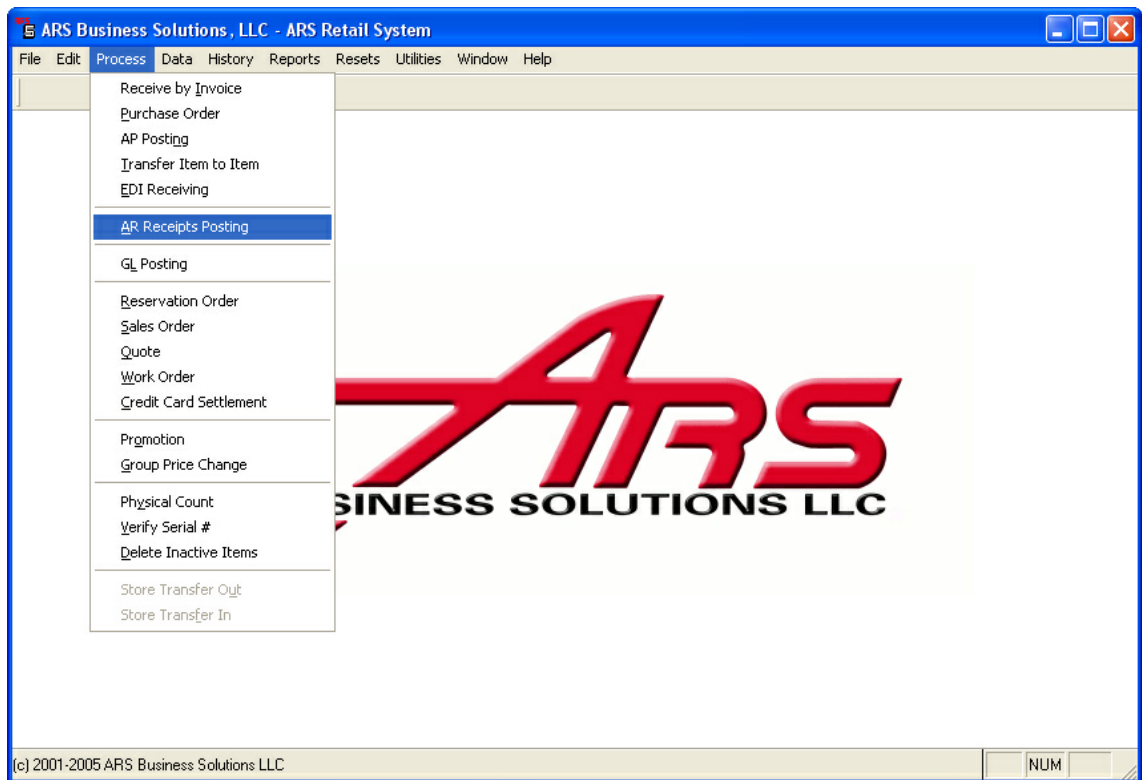 ARS Business Solutions, LLC - ARS Retail System
File Edit Process Data History Reports Resets Utilities Window Help
Receive by Invoice
Purchase Order
AP Posting
Transfer Item to Item
EDI Receiving
AR Receipts Posting
GL Posting
Reservation Order
Sales Order
Quote
Work Order
Credit Card Settlement
Promotion
Group Price Change
Physical Count
Verify Serial #
Delete Inactive Items
Store Transfer Out
Store Transfer In
ARS
SINESS SOLUTIONS LLC
(c) 2001-2005 ARS Business Solutions LLC NUM